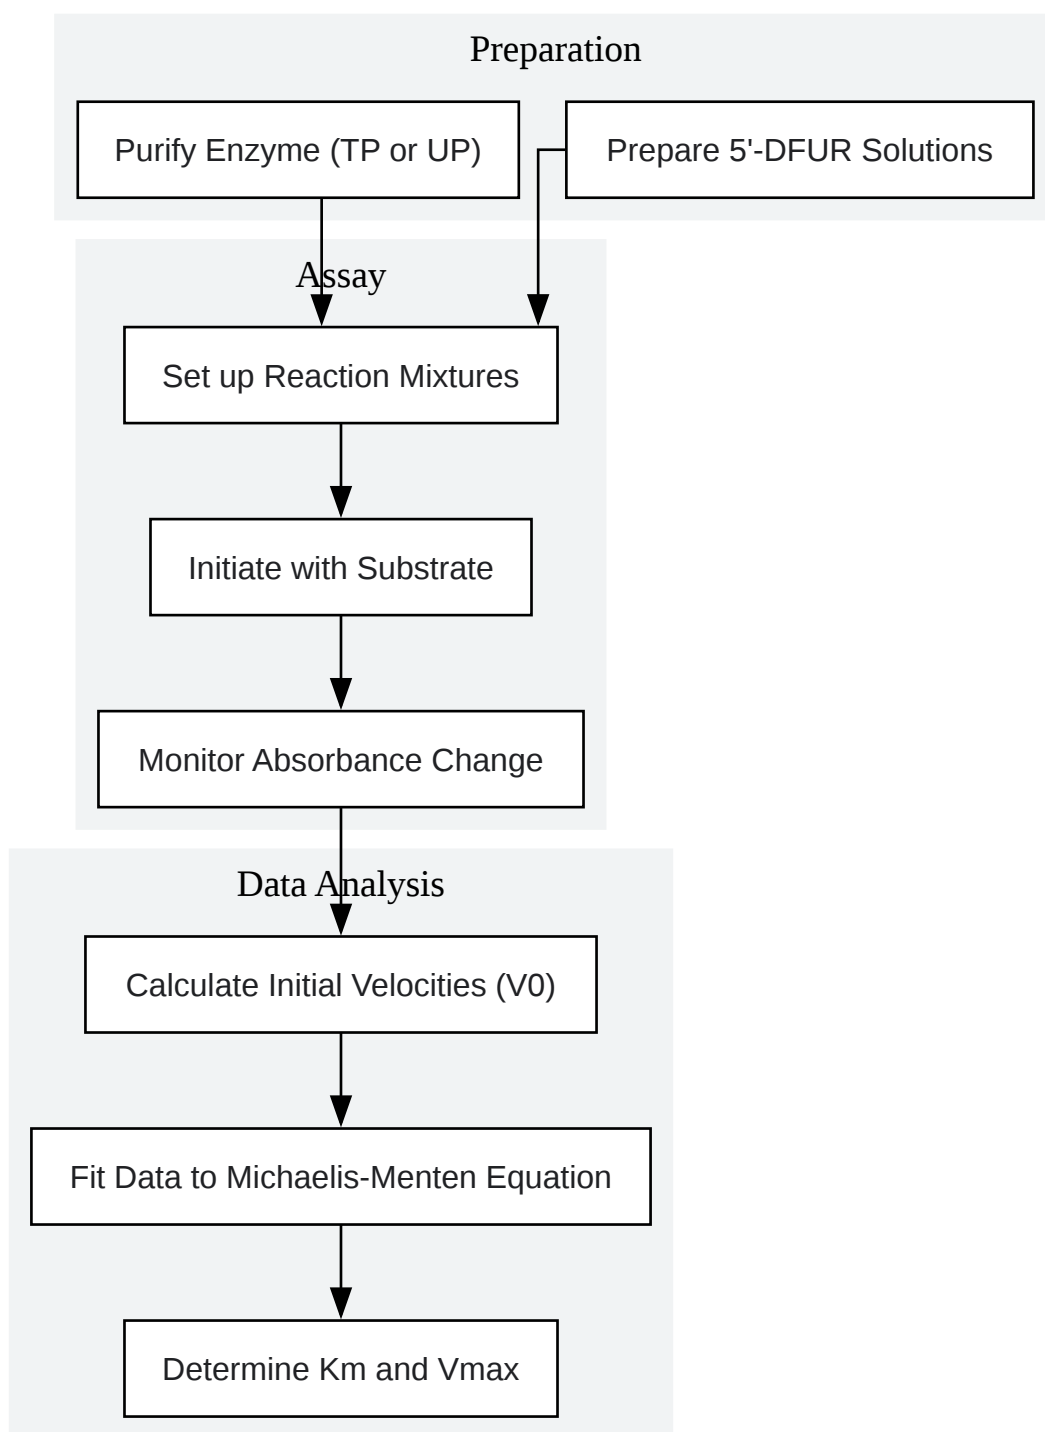 Preparation
Purify Enzyme (TP or UP)
Prepare 5'-DFUR Solutions
Assay
Set up Reaction Mixtures
Initiate with Substrate
Monitor Absorbance Change
Data Analysis
Calculate Initial Velocities (V0)
Fit Data to Michaelis-Menten Equation
Determine Km and Vmax